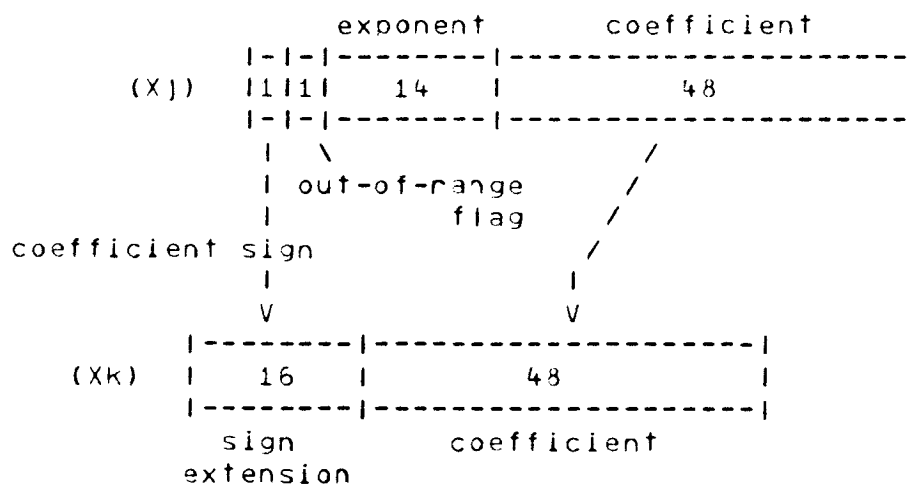 exponent coefficient
|-|-|---------|----------------------
(Xj) |1|1| 14 | 48
|-|-|---------|----------------------
| \ /
| out-of-range /
| flag /
coefficient sign /
| |
V V
|--------|--------------------|
(Xk) | 16 | 48 |
|--------|--------------------|
sign coefficient
extension